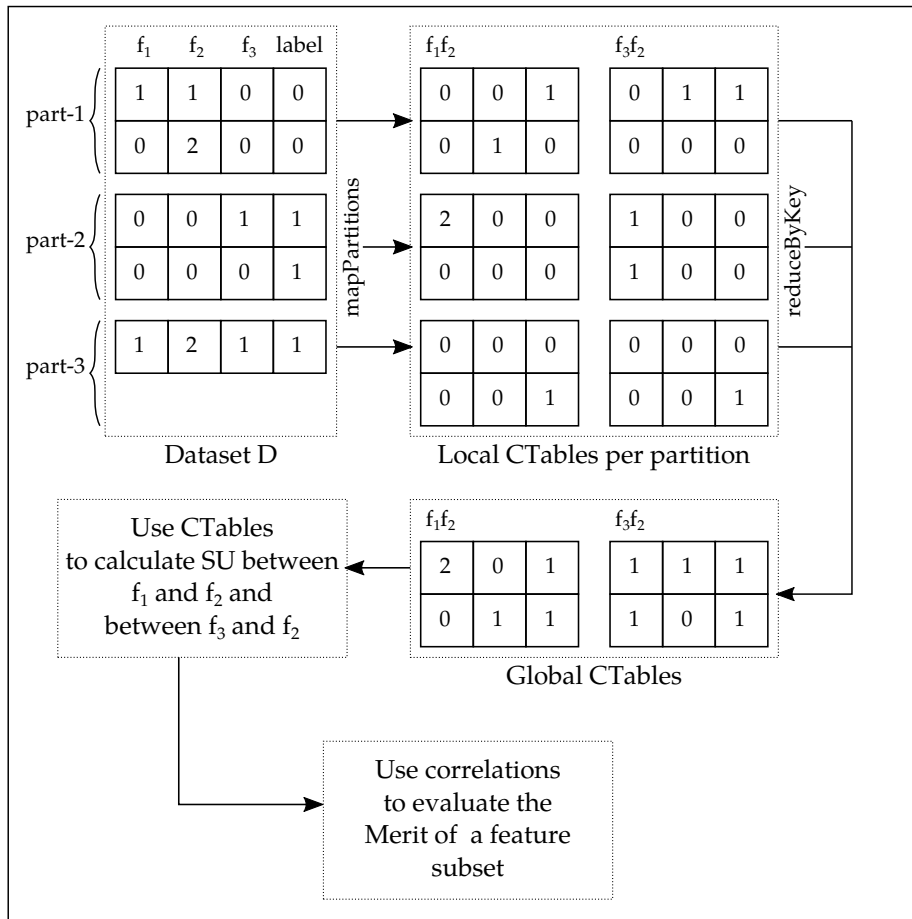 f1 f2 f3 label
part-1
1 1 0 0
0 2 0 0
part-2
0 0 1 1
0 0 0 1
part-3
1 2 1 1
Dataset D
mapPartitions
f1f2 f3f2
0 0 1 0 1 1
0 1 0 0 0 0
2 0 0 1 0 0
0 0 0 1 0 0
0 0 0 0 0 0
0 0 1 0 0 1
Local CTables per partition
reduceByKey
f1f2 f3f2
2 0 1 1 1 1
0 1 1 1 0 1
Global CTables
Use CTables
to calculate SU between
f1 and f2 and
between f3 and f2
Use correlations
to evaluate the
Merit of a feature
subset